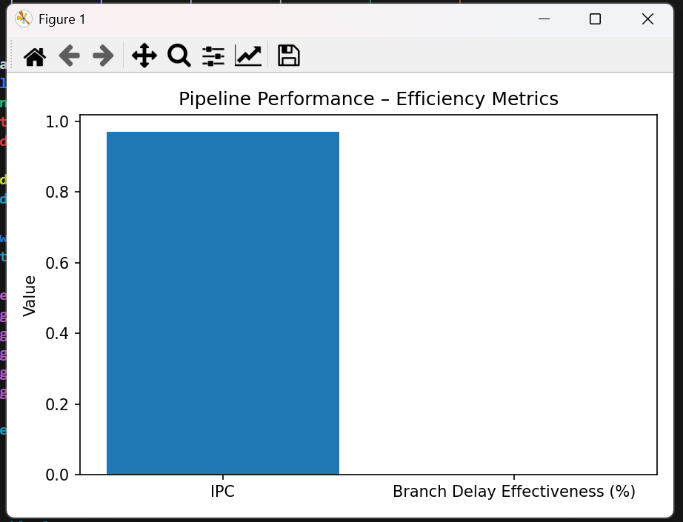 Figure 1
Pipeline Performance – Efficiency Metrics
1.0
0.8
0.6
0.4
0.2
0.0
Value
IPC
Branch Delay Effectiveness (%)